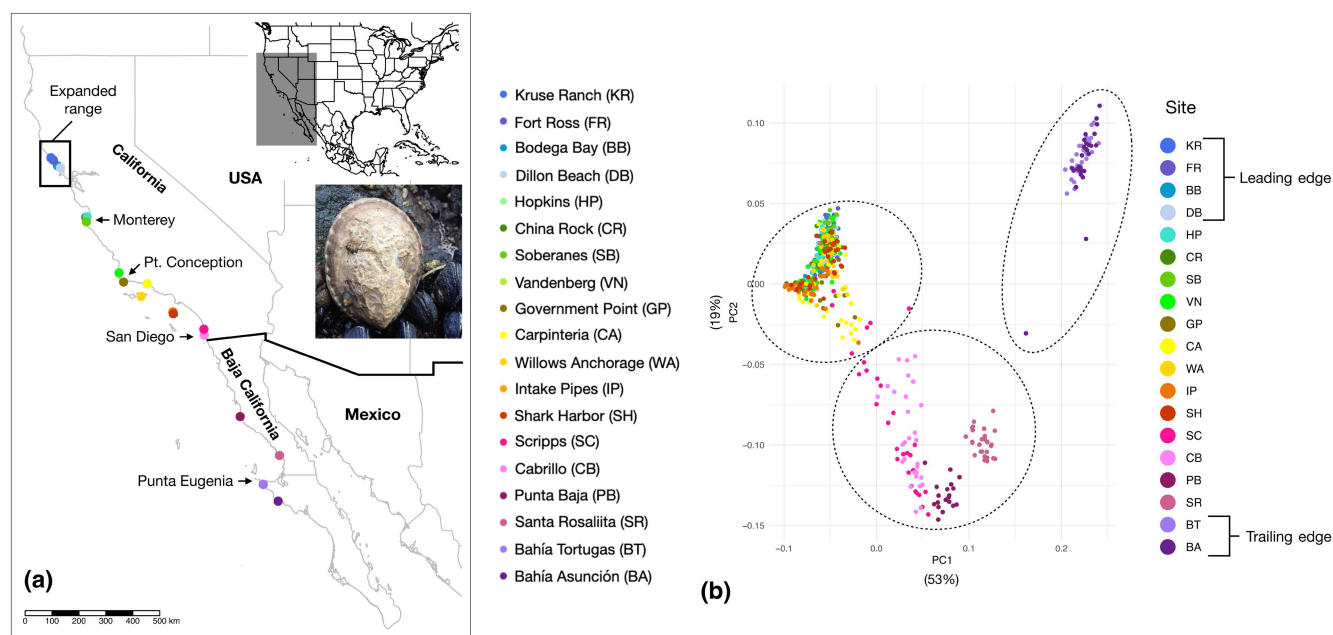 Expanded
range
California
USA
Monterey
Pt. Conception
San Diego
Baja California
Mexico
Punta Eugenia
(a)
0 100 200 300 400 500 km
Kruse Ranch (KR)
Fort Ross (FR)
Bodega Bay (BB)
Dillon Beach (DB)
Hopkins (HP)
China Rock (CR)
Soberanes (SB)
Vandenberg (VN)
Government Point (GP)
Carpinteria (CA)
Willows Anchorage (WA)
Intake Pipes (IP)
Shark Harbor (SH)
Scripps (SC)
Cabrillo (CB)
Punta Baja (PB)
Santa Rosaliita (SR)
Bahía Tortugas (BT)
Bahía Asunción (BA)
0.10
0.05
0.00
−0.05
−0.10
−0.15
(19%)
PC2
−0.1 0.0 0.1 0.2
PC1
(53%)
(b)
Site
KR
FR
BB
DB
Leading edge
HP
CR
SB
VN
GP
CA
WA
IP
SH
SC
CB
PB
SR
BT
BA
Trailing edge